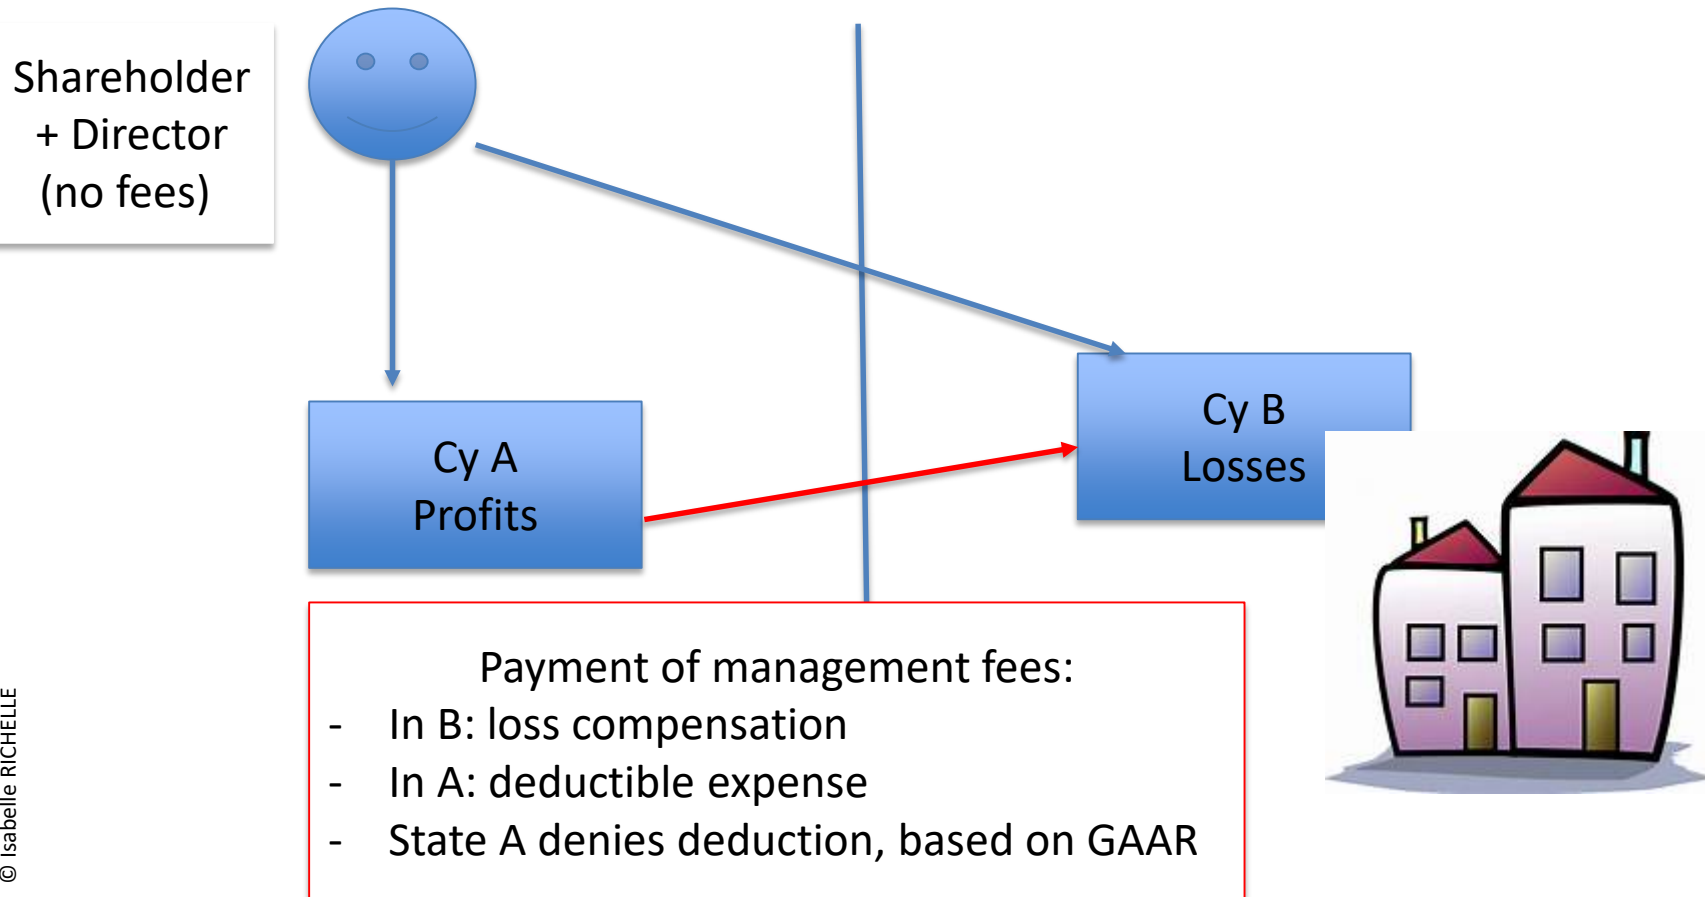 Shareholder
+ Director
(no fees)
Cy A
Profits
Cy B
Losses
Payment of management fees:
- In B: loss compensation
- In A: deductible expense
- State A denies deduction, based on GAAR
© Isabelle RICHELLE